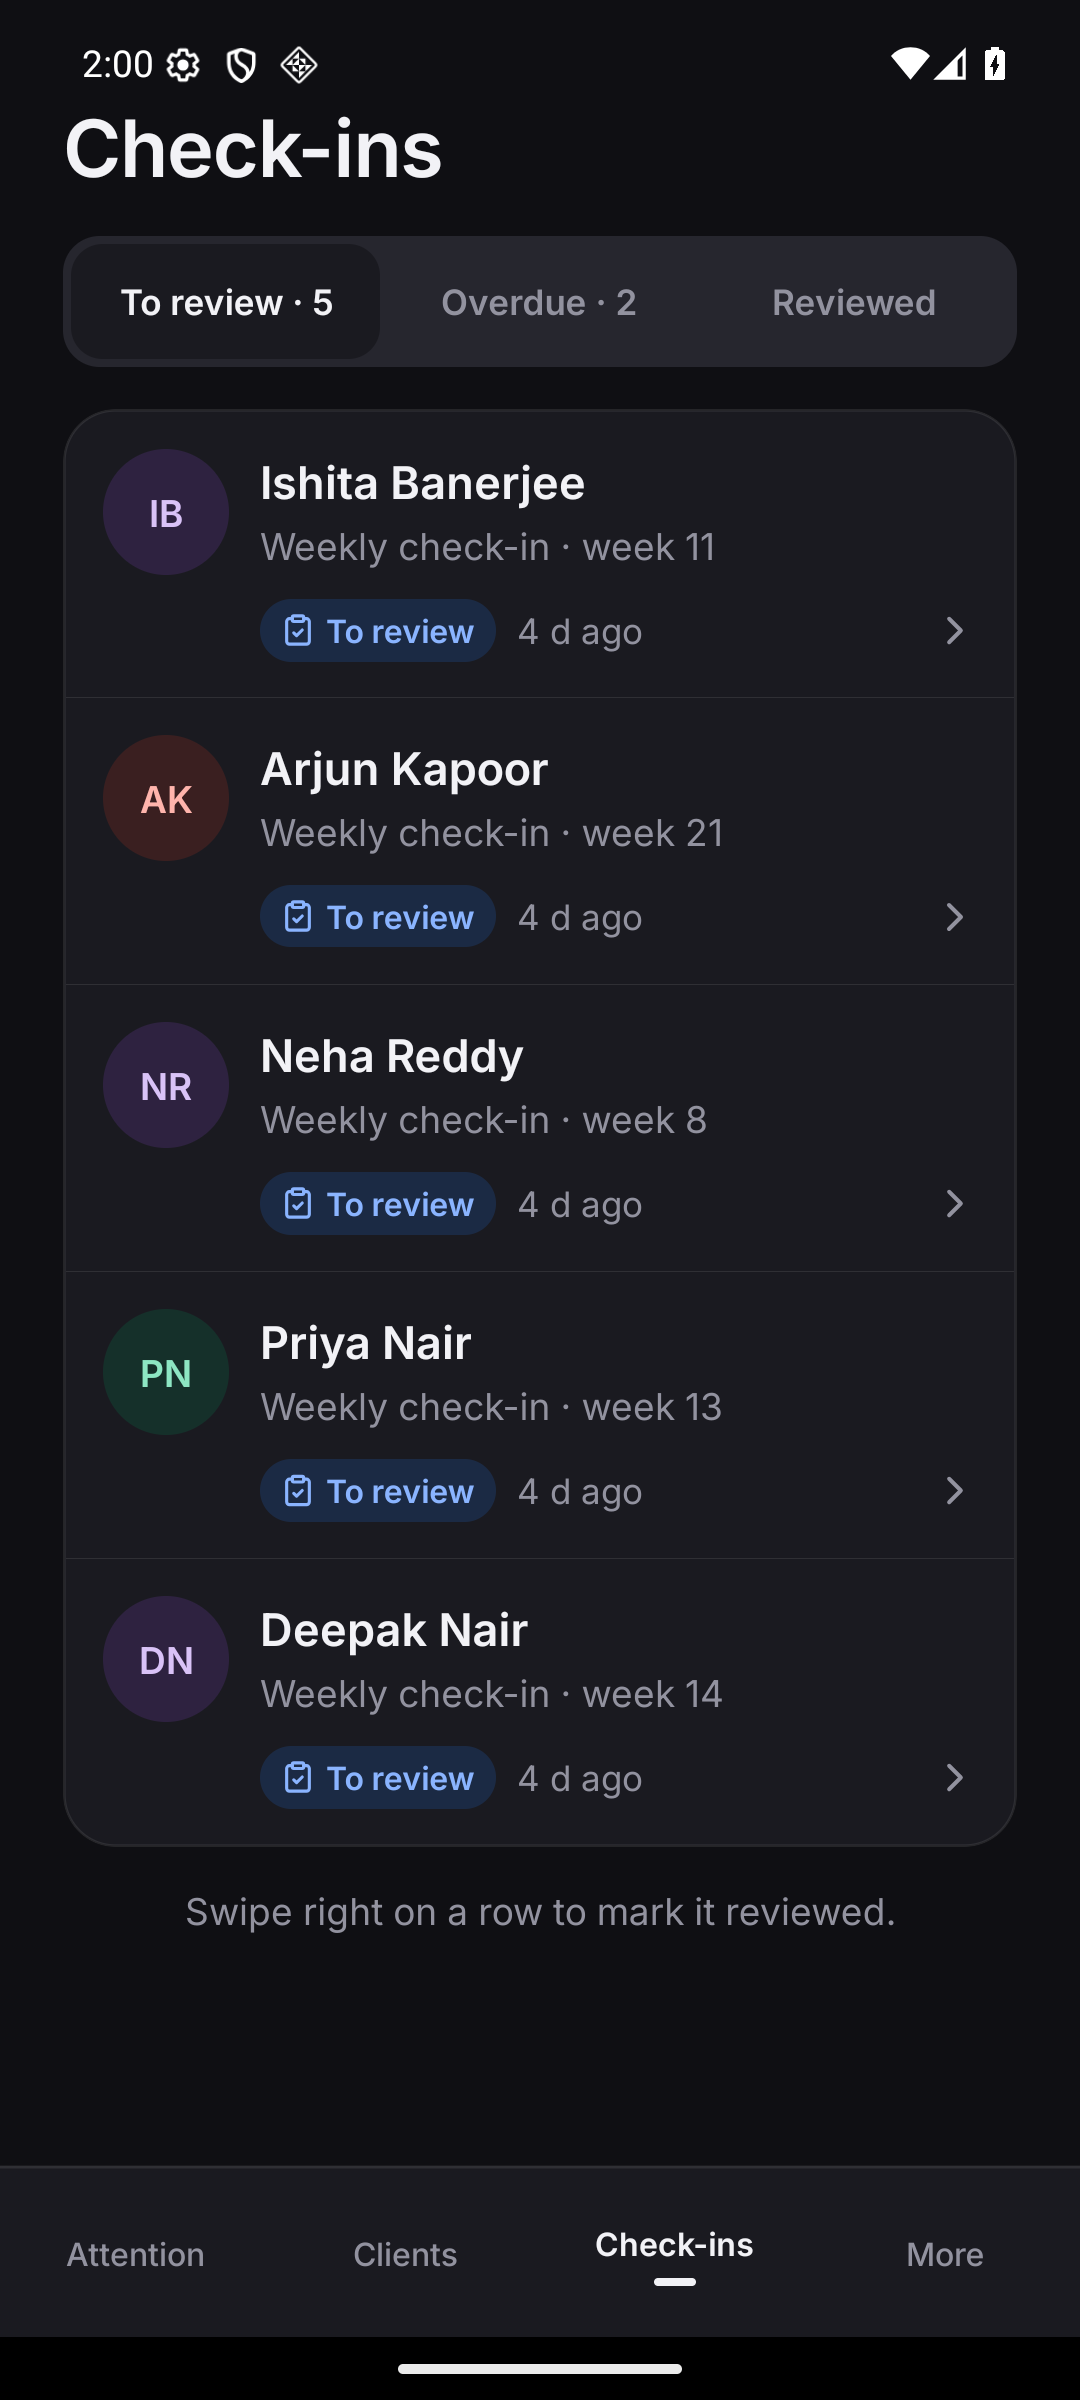 2:00
Check-ins
To review · 5
Overdue · 2
Reviewed
IB
Ishita Banerjee
Weekly check-in · week 11
To review
4 d ago
AK
Arjun Kapoor
Weekly check-in · week 21
To review
4 d ago
NR
Neha Reddy
Weekly check-in · week 8
To review
4 d ago
PN
Priya Nair
Weekly check-in · week 13
To review
4 d ago
DN
Deepak Nair
Weekly check-in · week 14
To review
4 d ago
Swipe right on a row to mark it reviewed.
Attention
Clients
Check-ins
More